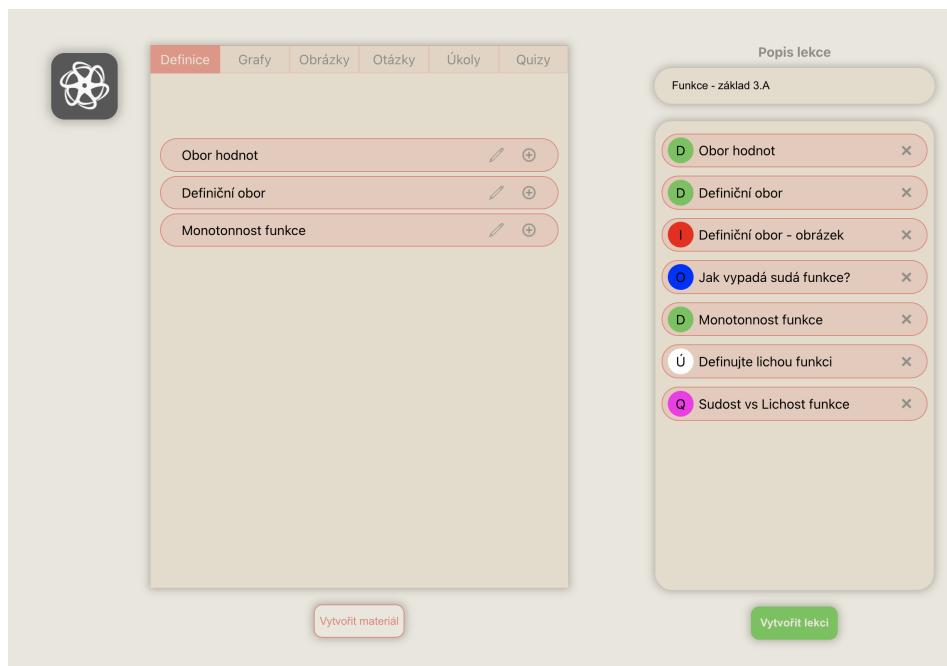 Definice Grafy Obrázky Otázky Úkoly Quizy
Obor hodnot
Definiční obor
Monotonnost funkce
Vytvořit materiál
Popis lekce
Funkce - základ 3.A
D Obor hodnot
D Definiční obor
I Definiční obor - obrázek
O Jak vypadá sudá funkce?
D Monotonnost funkce
Ú Definujte lichou funkci
Q Sudost vs Lichost funkce
Vytvořit lekci